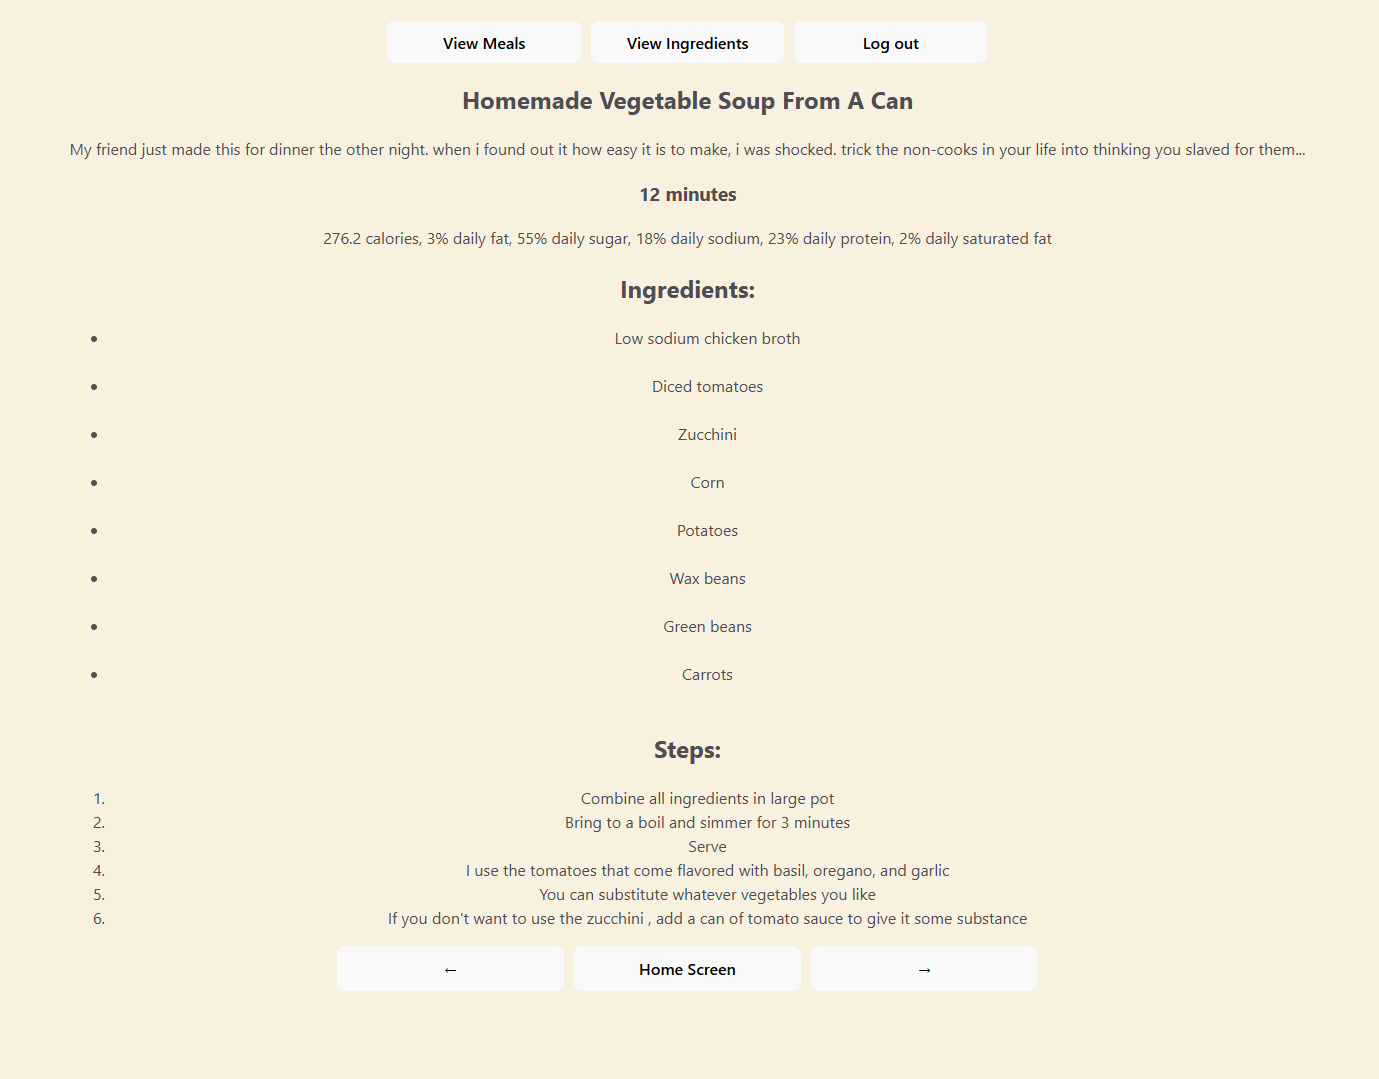 View Meals View Ingredients Log out
Homemade Vegetable Soup From A Can
My friend just made this for dinner the other night. when i found out it how easy it is to make, i was shocked. trick the non-cooks in your life into thinking you slaved for them...
12 minutes
276.2 calories, 3% daily fat, 55% daily sugar, 18% daily sodium, 23% daily protein, 2% daily saturated fat
Ingredients:
• Low sodium chicken broth
• Diced tomatoes
• Zucchini
• Corn
• Potatoes
• Wax beans
• Green beans
• Carrots
Steps:
1. Combine all ingredients in large pot
2. Bring to a boil and simmer for 3 minutes
3. Serve
4. I use the tomatoes that come flavored with basil, oregano, and garlic
5. You can substitute whatever vegetables you like
6. If you don't want to use the zucchini , add a can of tomato sauce to give it some substance
← Home Screen →